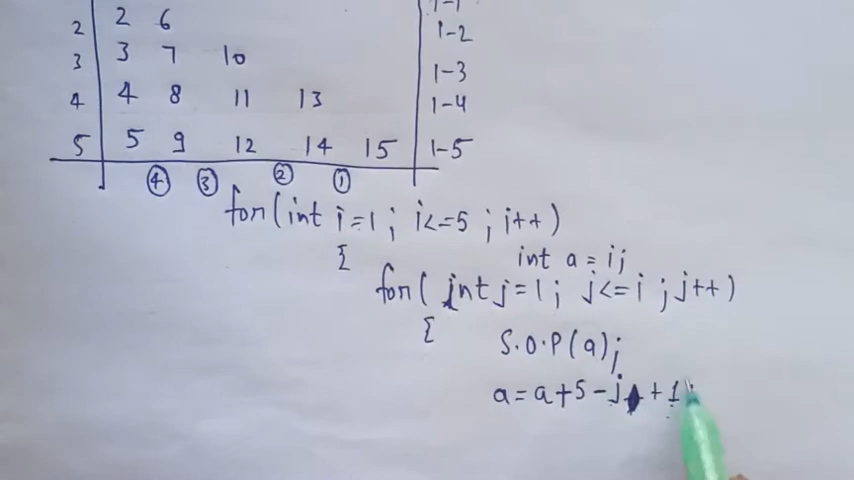 1-1
2 2 6 1-2
3 3 7 10 1-3
4 4 8 11 13 1-4
5 5 9 12 14 15 1-5
4 3 2 1
for(int i=1; i<=5 ; i++)
{
int a = i;
for( int j=1; j<=i ; j++)
{
S.O.P(a);
a=a+5-j+1